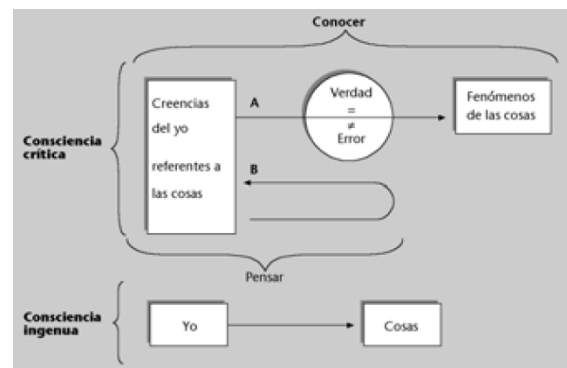 Conocer
Consciencia
crítica
Creencias
del yo
referentes a
las cosas
A
B
Verdad
=
≠
Error
Fenómenos
de las cosas
Pensar
Consciencia
ingenua
Yo
Cosas